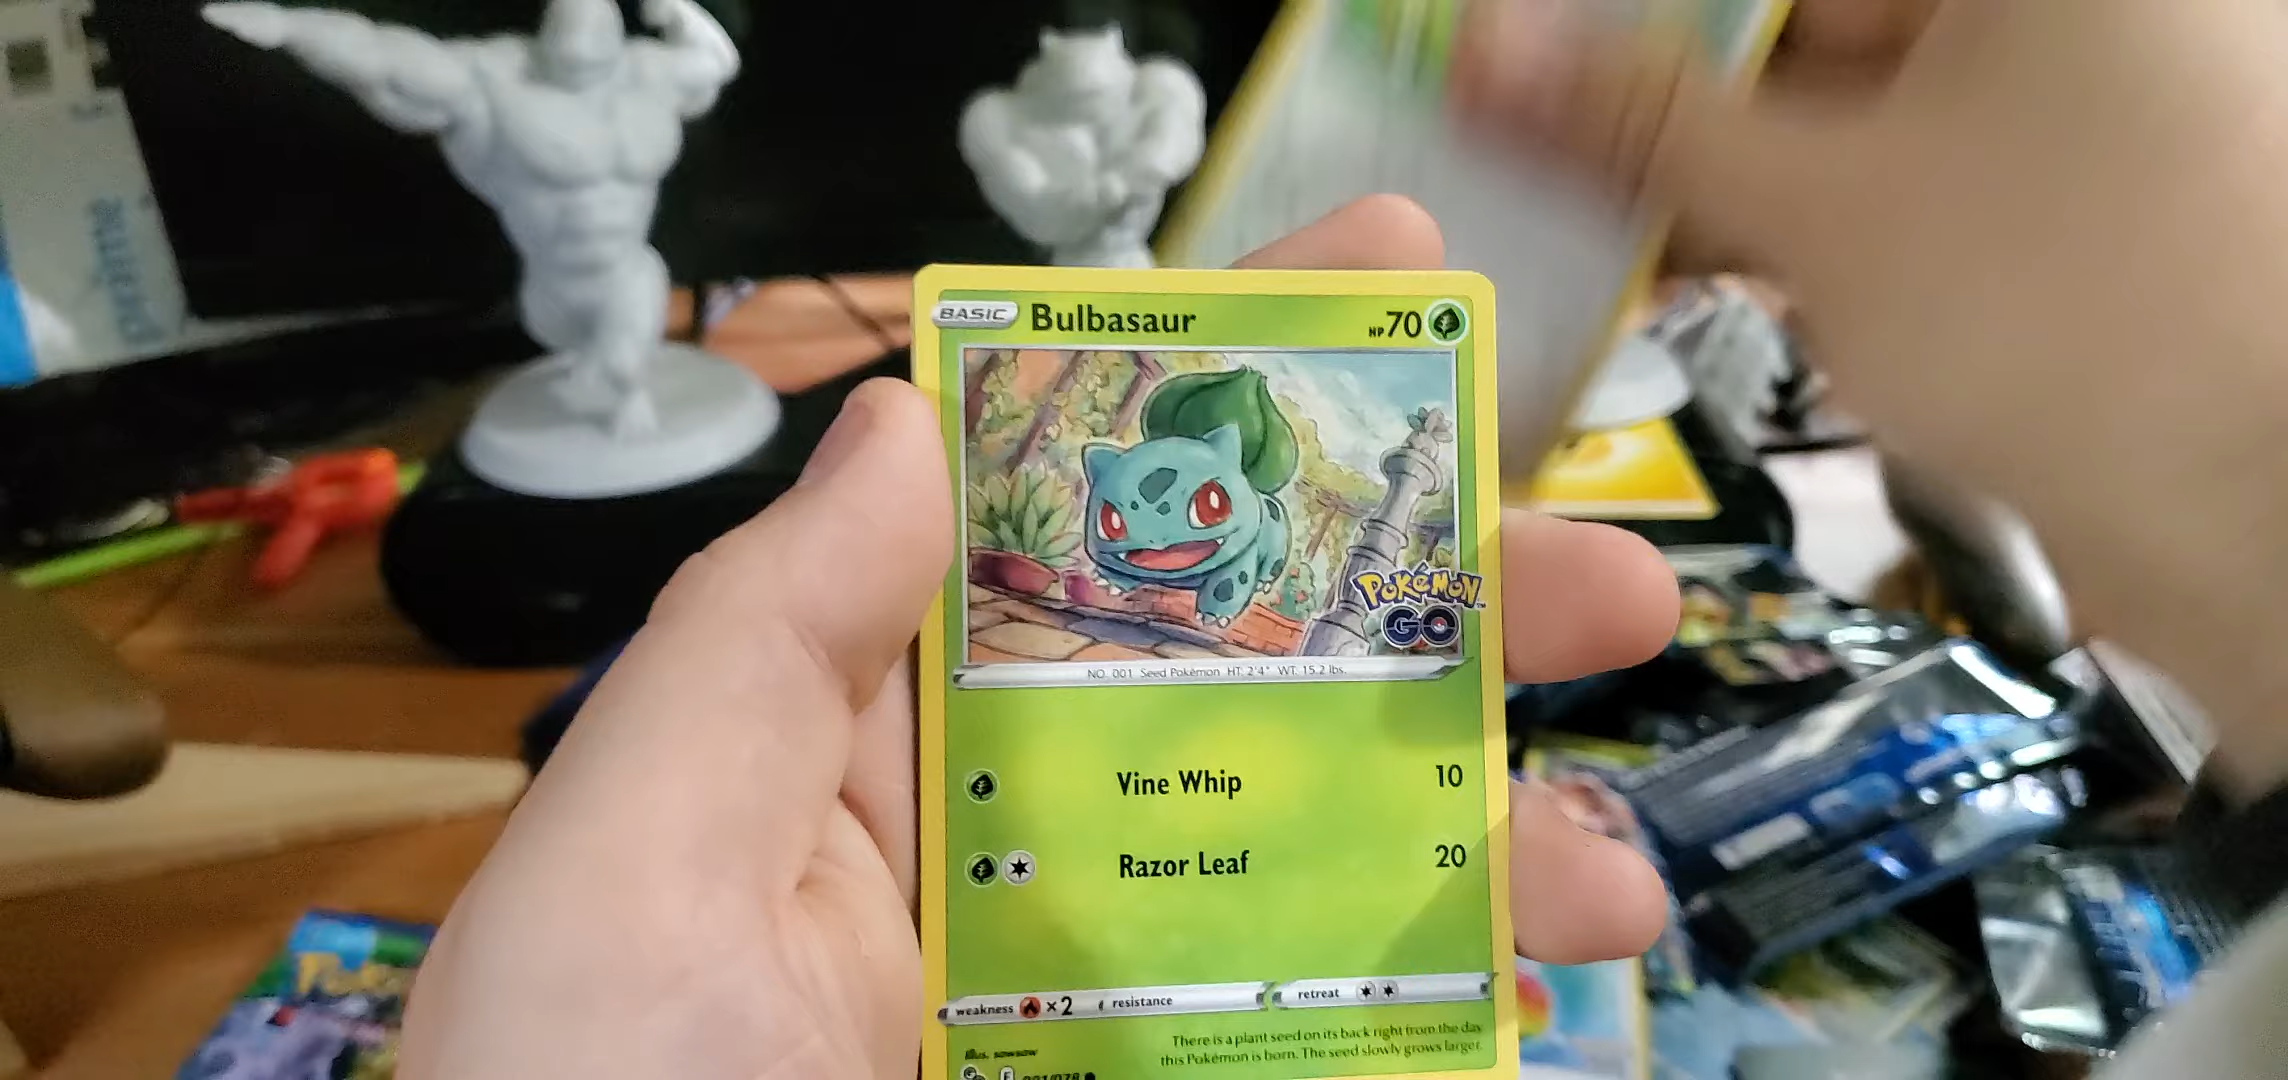 BASIC Bulbasaur HP 70
POKéMON
GO
NO. 001 Seed Pokémon HT: 2'4" WT: 15.2 lbs.
Vine Whip 10
Razor Leaf 20
weakness ×2 resistance retreat
There is a plant seed on its back right from the day
this Pokémon is born. The seed slowly grows larger.
Illus. sowsow
F 001/078